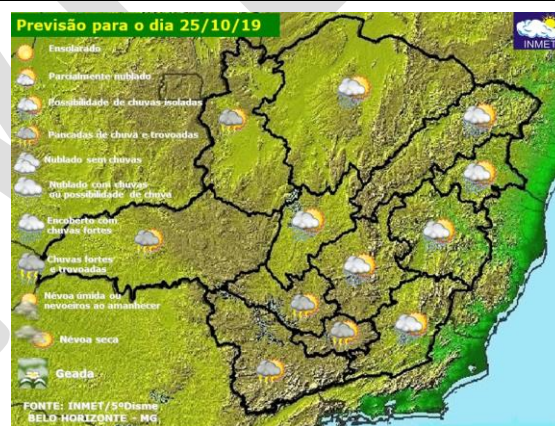 Previsão para o dia 25/10/19
INMET
Ensolarado
Parcialmente nublado
Possibilidade de chuvas isoladas
Pancadas de chuva e trovoadas
Nublado sem chuvas
Nublado com chuvas
ou possibilidade de chuva
Encoberto com
chuvas fortes
Chuvas fortes
e trovoadas
Névoa úmida ou
nevoeiros ao amanhecer
Névoa seca
Geada
FONTE: INMET/5ºDisme
BELO HORIZONTE - MG